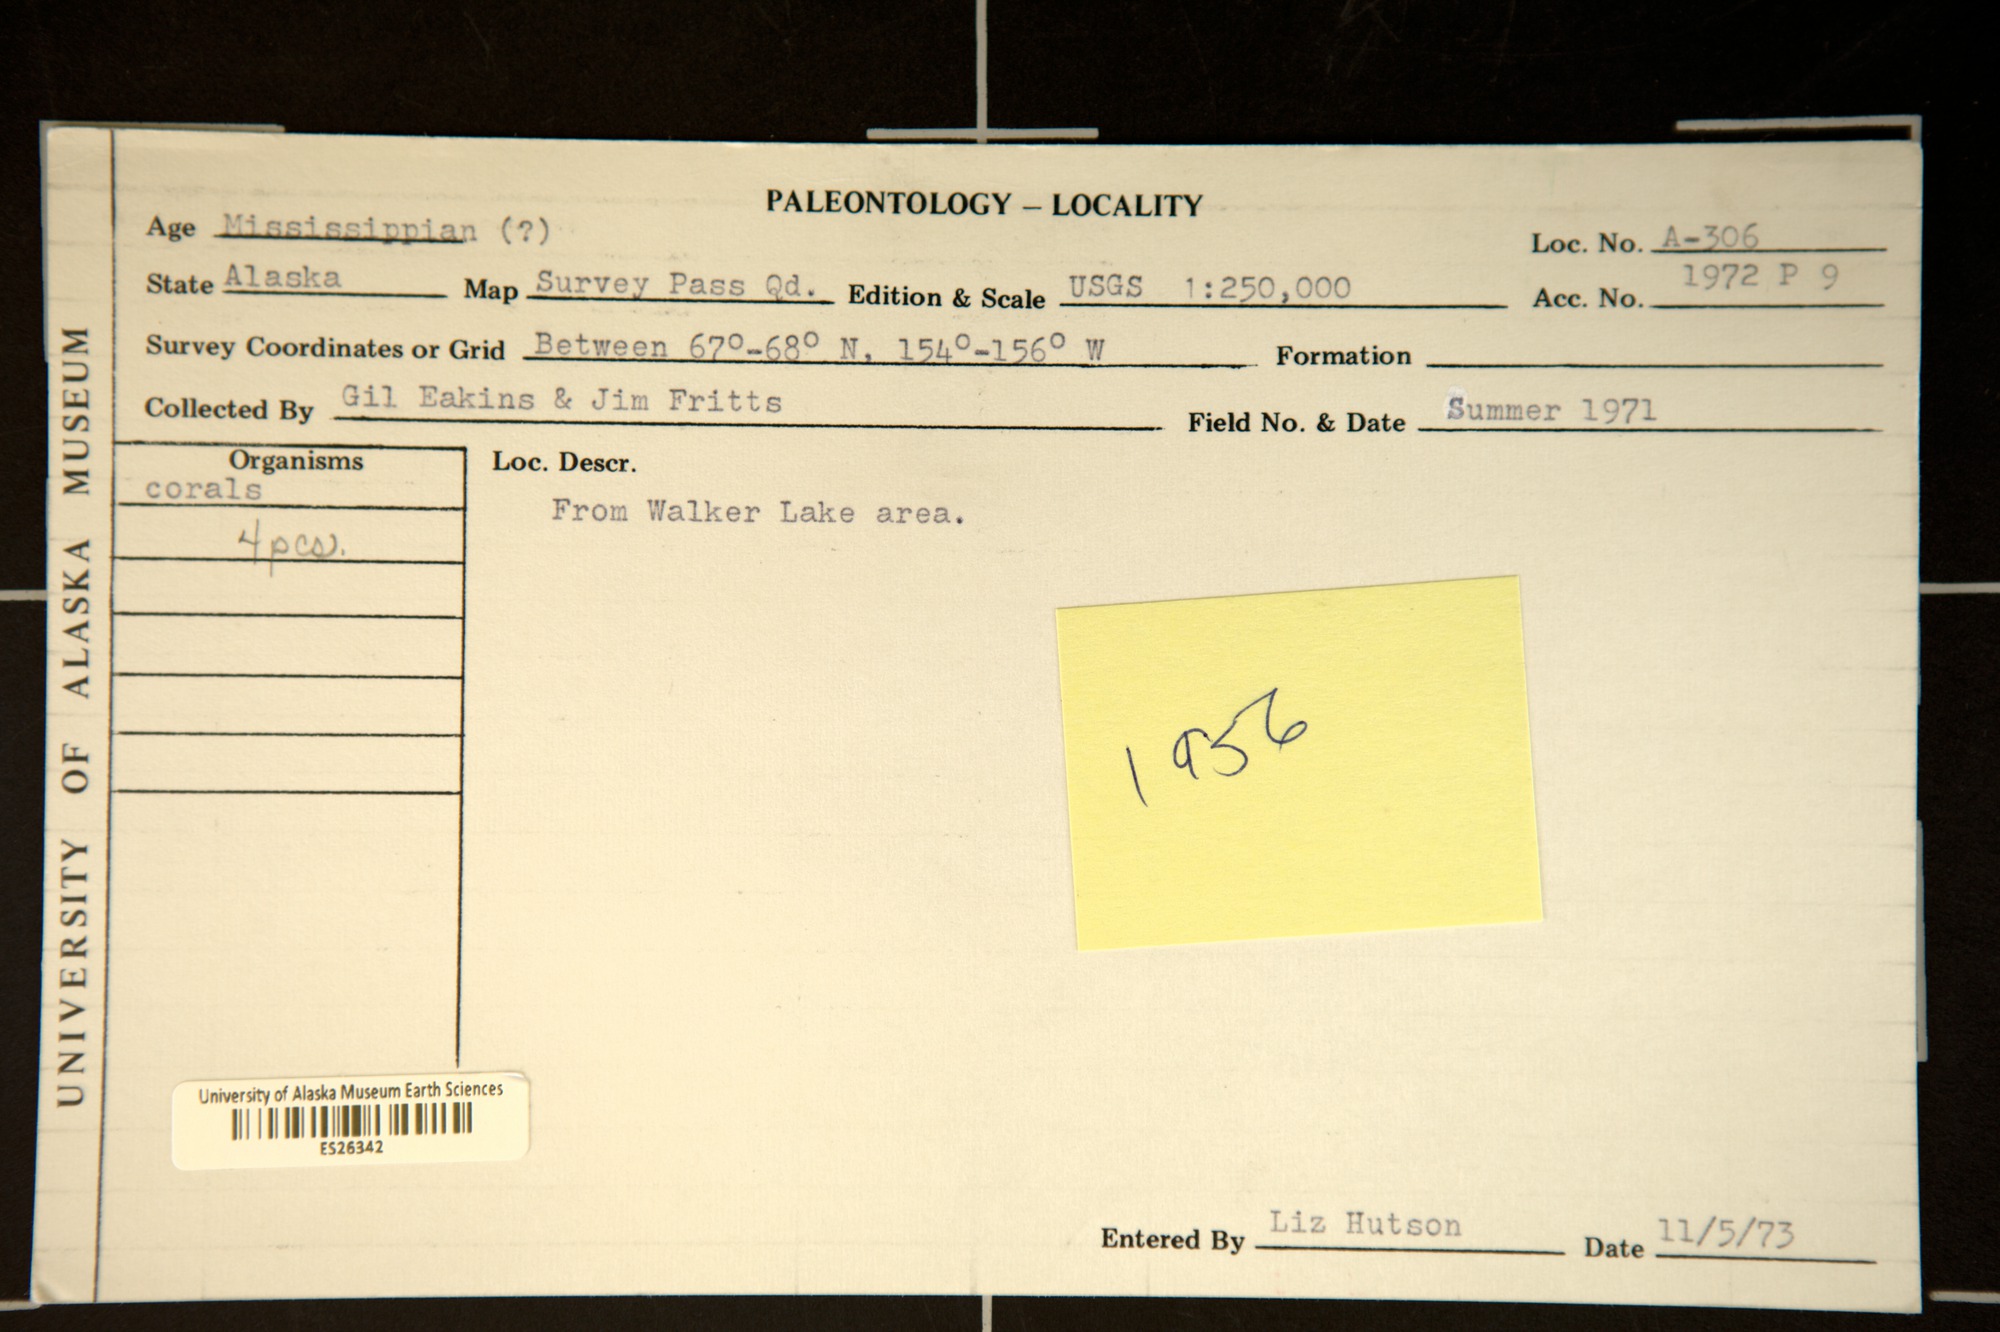 PALEONTOLOGY – LOCALITY
Age Mississippian (?)
Loc. No. A-306
State Alaska Map Survey Pass Qd. Edition & Scale USGS 1:250,000
Acc. No. 1972 P 9
Survey Coordinates or Grid Between 67°-68° N, 154°-156° W Formation
Collected By Gil Eakins & Jim Fritts
Field No. & Date Summer 1971
Organisms
corals
4 pcs.
Loc. Descr.
From Walker Lake area.
1956
UNIVERSITY OF ALASKA MUSEUM
University of Alaska Museum Earth Sciences
ES26342
Entered By Liz Hutson Date 11/5/73